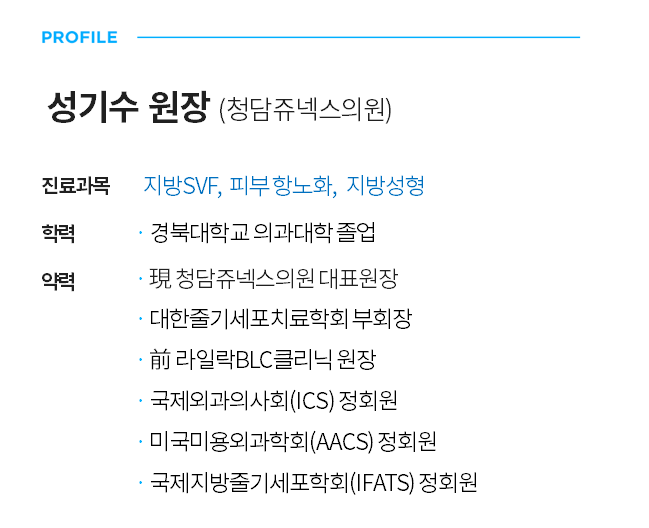 PROFILE
성기수 원장 (청담쥬넥스의원)
진료과목 지방SVF, 피부 항노화, 지방성형
학력 · 경북대학교 의과대학 졸업
약력 · 現 청담쥬넥스의원 대표원장
· 대한줄기세포치료학회 부회장
· 前 라일락BLC클리닉 원장
· 국제외과의사회(ICS) 정회원
· 미국미용외과학회(AACS) 정회원
· 국제지방줄기세포학회(IFATS) 정회원